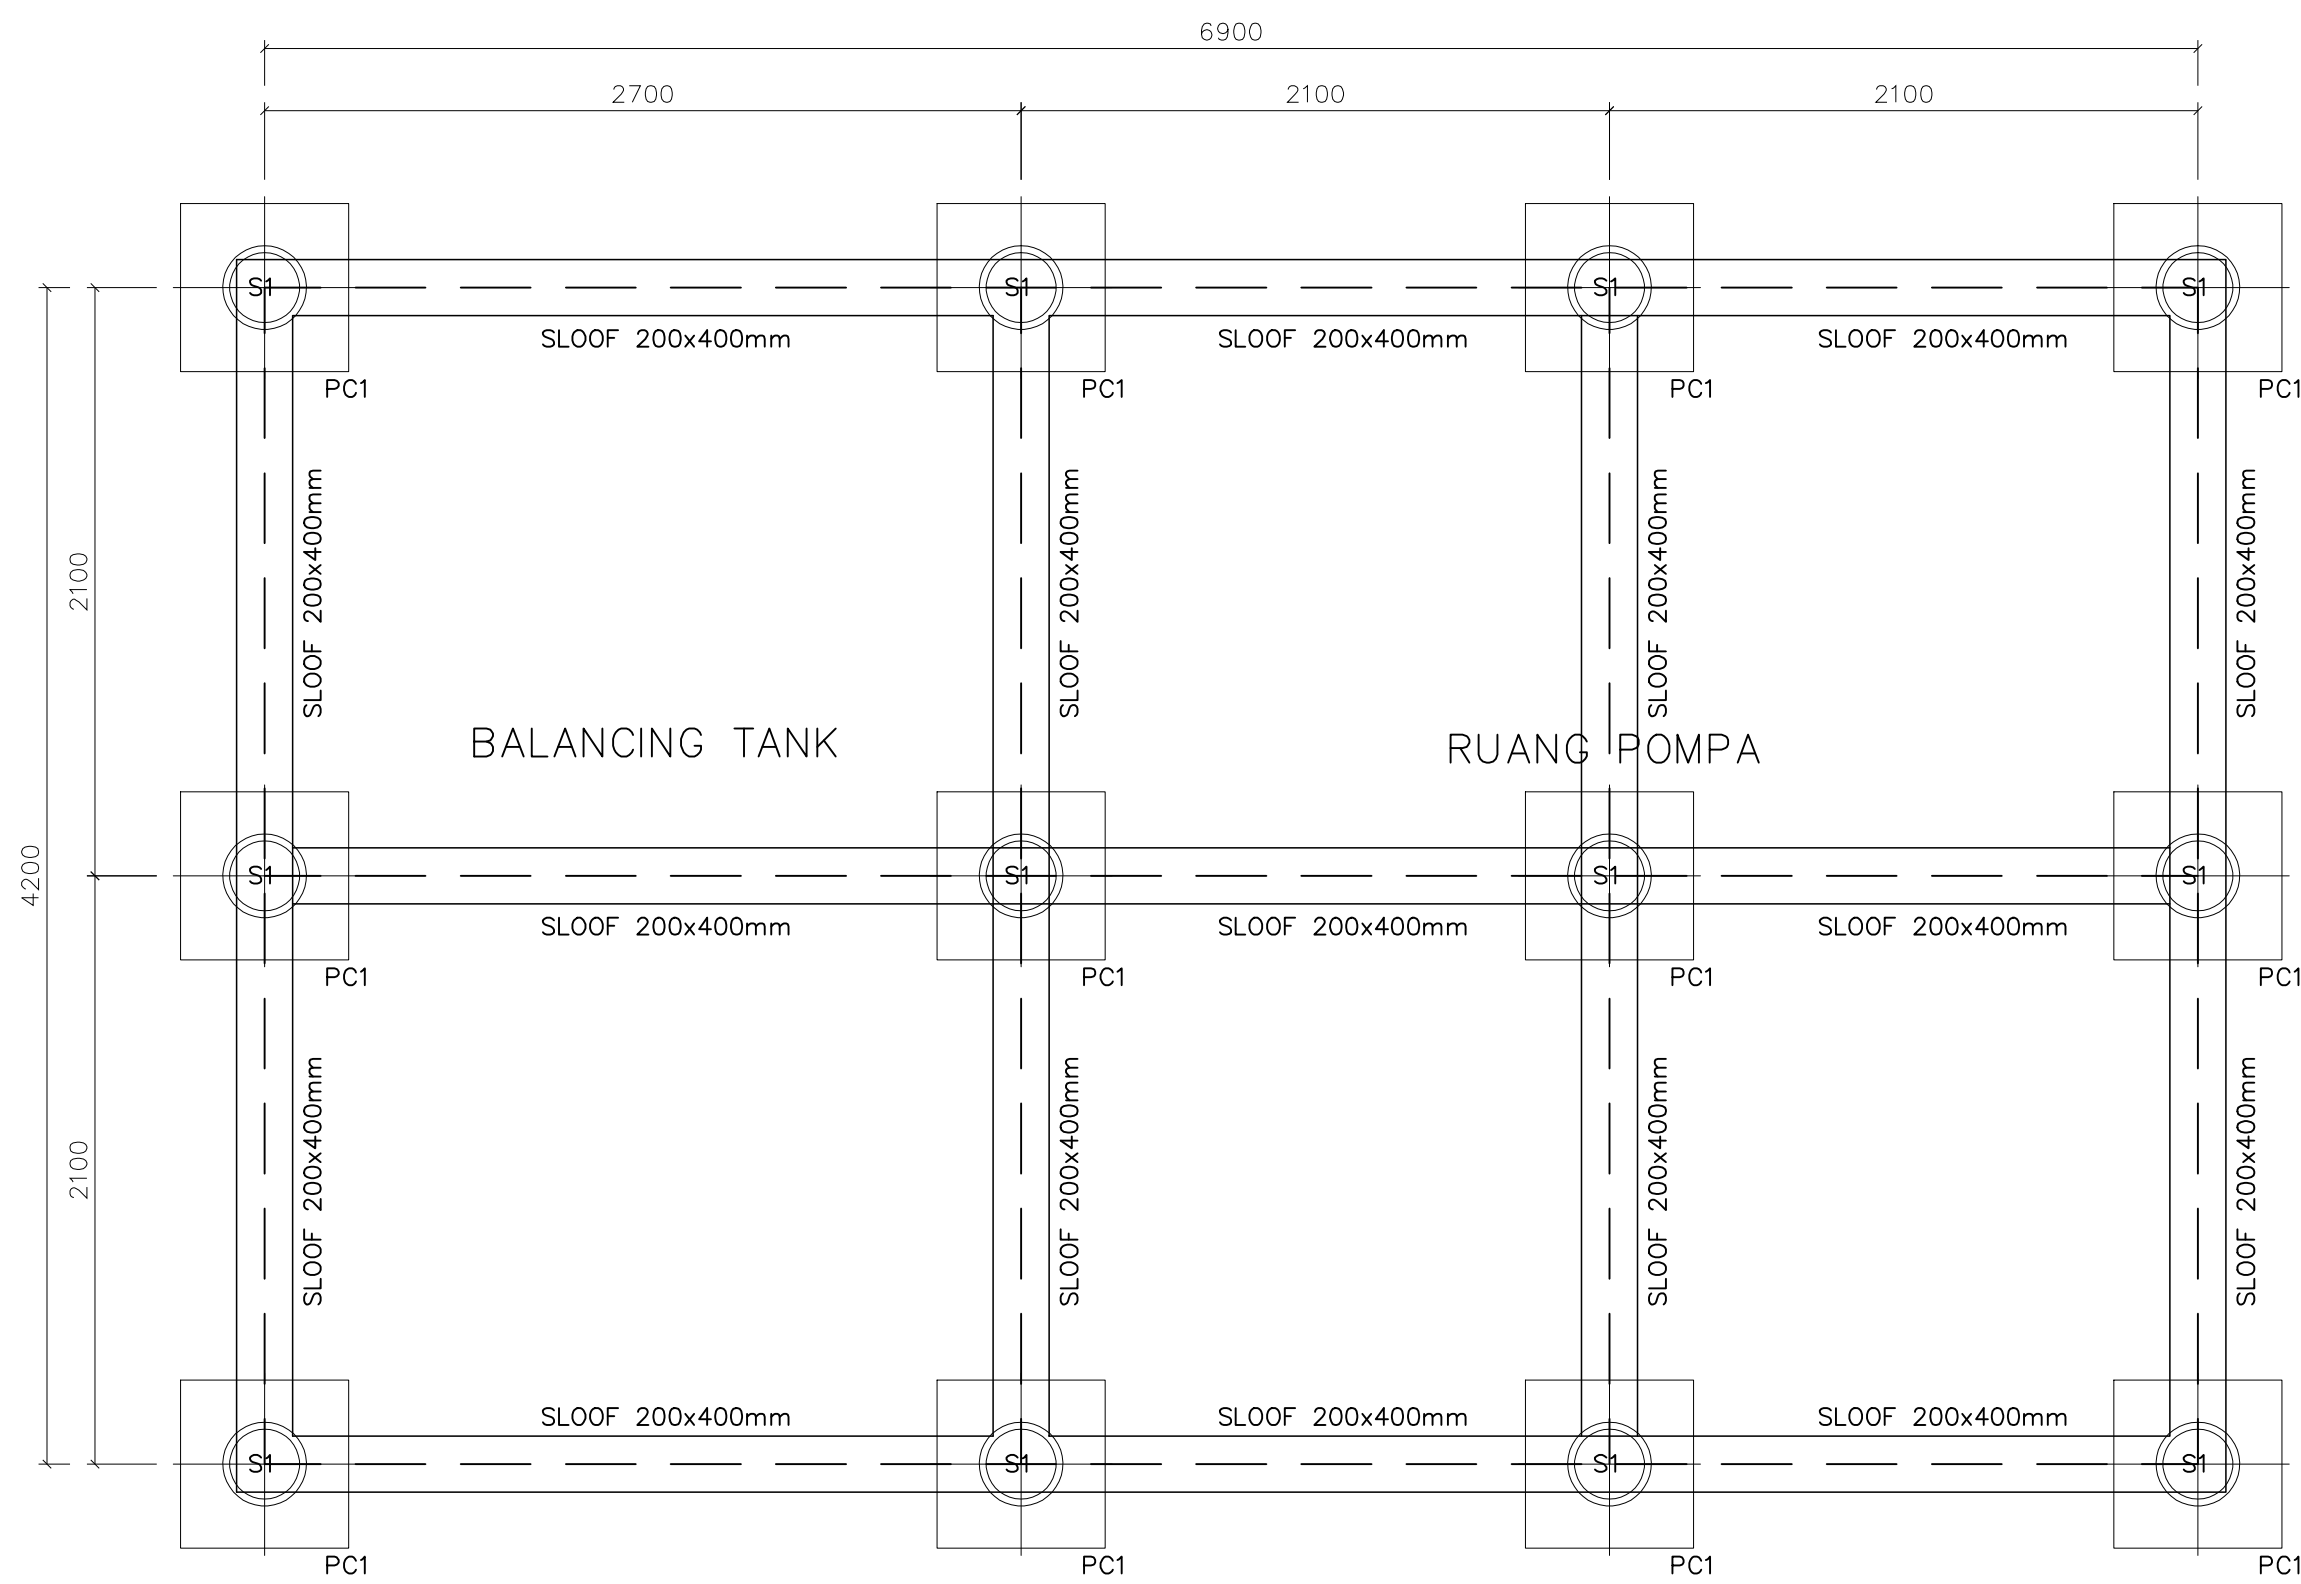 6900
2700 2100 2100
S1 S1 S1 S1
SLOOF 200x400mm SLOOF 200x400mm SLOOF 200x400mm
PC1 PC1 PC1 PC1
2100
SLOOF 200x400mm
SLOOF 200x400mm
SLOOF 200x400mm
SLOOF 200x400mm
BALANCING TANK
RUANG POMPA
4200
S1 S1 S1 S1
SLOOF 200x400mm SLOOF 200x400mm SLOOF 200x400mm
PC1 PC1 PC1 PC1
2100
SLOOF 200x400mm
SLOOF 200x400mm
SLOOF 200x400mm
SLOOF 200x400mm
SLOOF 200x400mm SLOOF 200x400mm SLOOF 200x400mm
S1 S1 S1 S1
PC1 PC1 PC1 PC1